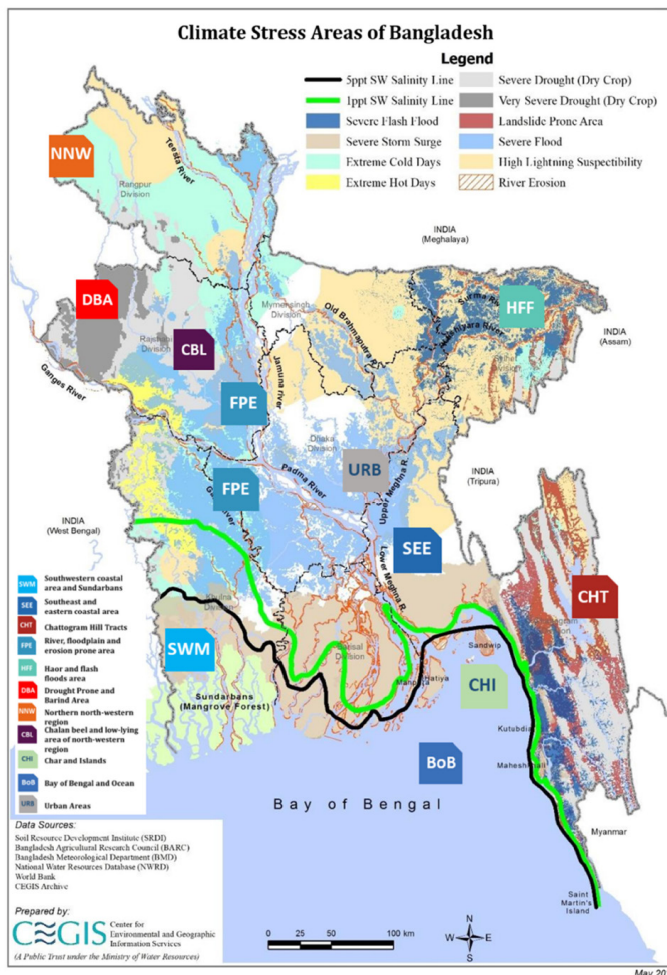 Climate Stress Areas of Bangladesh
Legend
5ppt SW Salinity Line
1ppt SW Salinity Line
Severe Flash Flood
Severe Storm Surge
Extreme Cold Days
Extreme Hot Days
Severe Drought (Dry Crop)
Very Severe Drought (Dry Crop)
Landslide Prone Area
Severe Flood
High Lightning Suspectibility
River Erosion
NNW
Teesta River
Rangpur
Division
INDIA
(Meghalaya)
DBA
HFF
Surma R.
Kushiyara River
Sylhet
Division
INDIA
(Assam)
Mymensingh
Division
Old Brahmaputra R.
Rajshahi
Division
CBL
Jamuna river
Ganges River
FPE
Dhaka
Division
URB
FPE
Padma River
Upper Meghna R.
INDIA
(Tripura)
INDIA
(West Bengal)
SEE
Lower Meghna R.
Khulna
Division
CHT
SWM
Barisal
Division
Sandwip
Hatiya
Manpura
Sundarbans
(Mangrove Forest)
CHI
Kutubdia
BoB
Maheshkhali
Bay of Bengal
Myanmar
Saint
Martin's
Island
SWM Southwestern coastal
area and Sundarbans
SEE Southeast and
eastern coastal area
CHT Chattogram Hill Tracts
FPE River, floodplain and
erosion prone area
HFF Haor and flash
floods area
DBA Drought Prone and
Barind Area
NNW Northern north-western
region
CBL Chalan beel and low-lying
area of north-western
region
CHI Char and Islands
BoB Bay of Bengal and Ocean
URB Urban Areas
Data Sources:
Soil Resource Development Institute (SRDI)
Bangladesh Agricultural Research Council (BARC)
Bangladesh Meteorological Department (BMD)
National Water Resources Database (NWRD)
World Bank
CEGIS Archive
Prepared by:
CEGIS Center for
Environmental and Geographic
Information Services
(A Public Trust under the Ministry of Water Resources)
0 25 50 100 km
N
W E
S